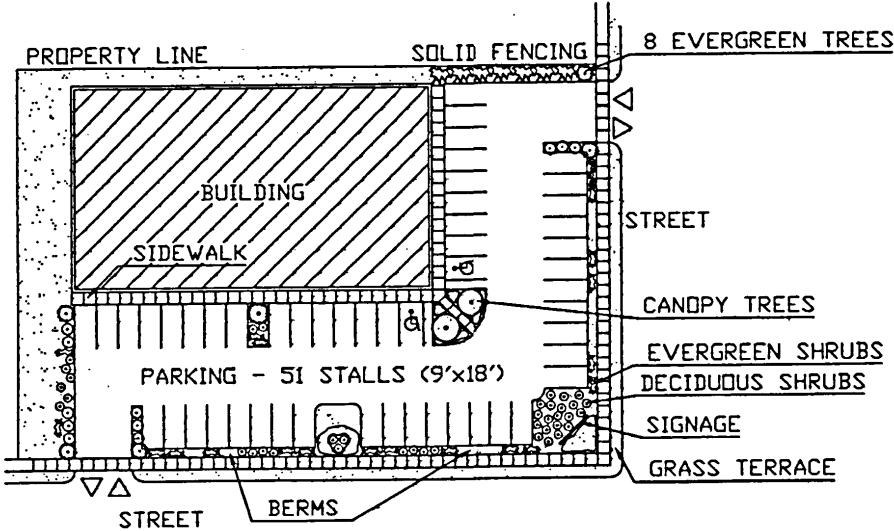 8 EVERGREEN TREES
PROPERTY LINE
SOLID FENCING
BUILDING
STREET
SIDEWALK
CANOPY TREES
EVERGREEN SHRUBS
PARKING - 51 STALLS (9'x18')
DECIDUOUS SHRUBS
SIGNAGE
GRASS TERRACE
BERMS
STREET